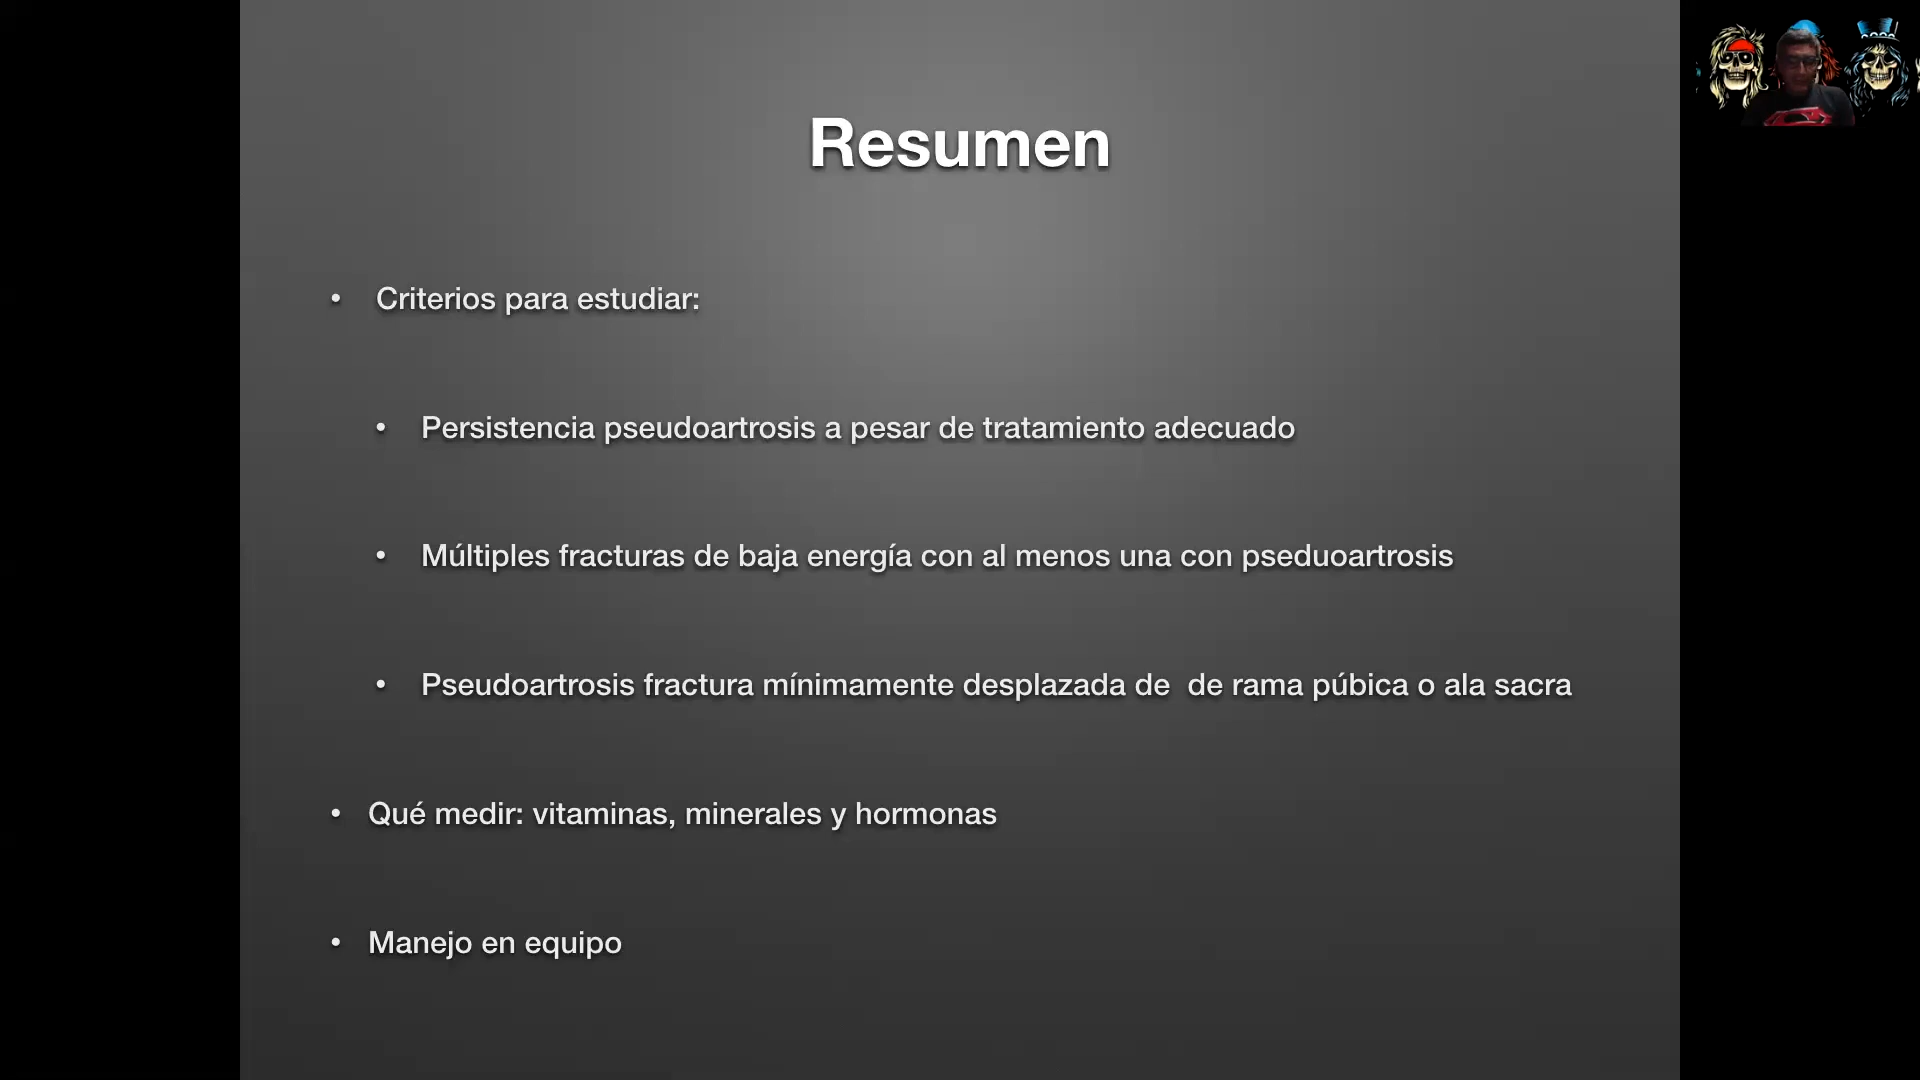 Resumen
• Criterios para estudiar:
• Persistencia pseudoartrosis a pesar de tratamiento adecuado
• Múltiples fracturas de baja energía con al menos una con pseduoartrosis
• Pseudoartrosis fractura mínimamente desplazada de  de rama púbica o ala sacra
• Qué medir: vitaminas, minerales y hormonas
• Manejo en equipo